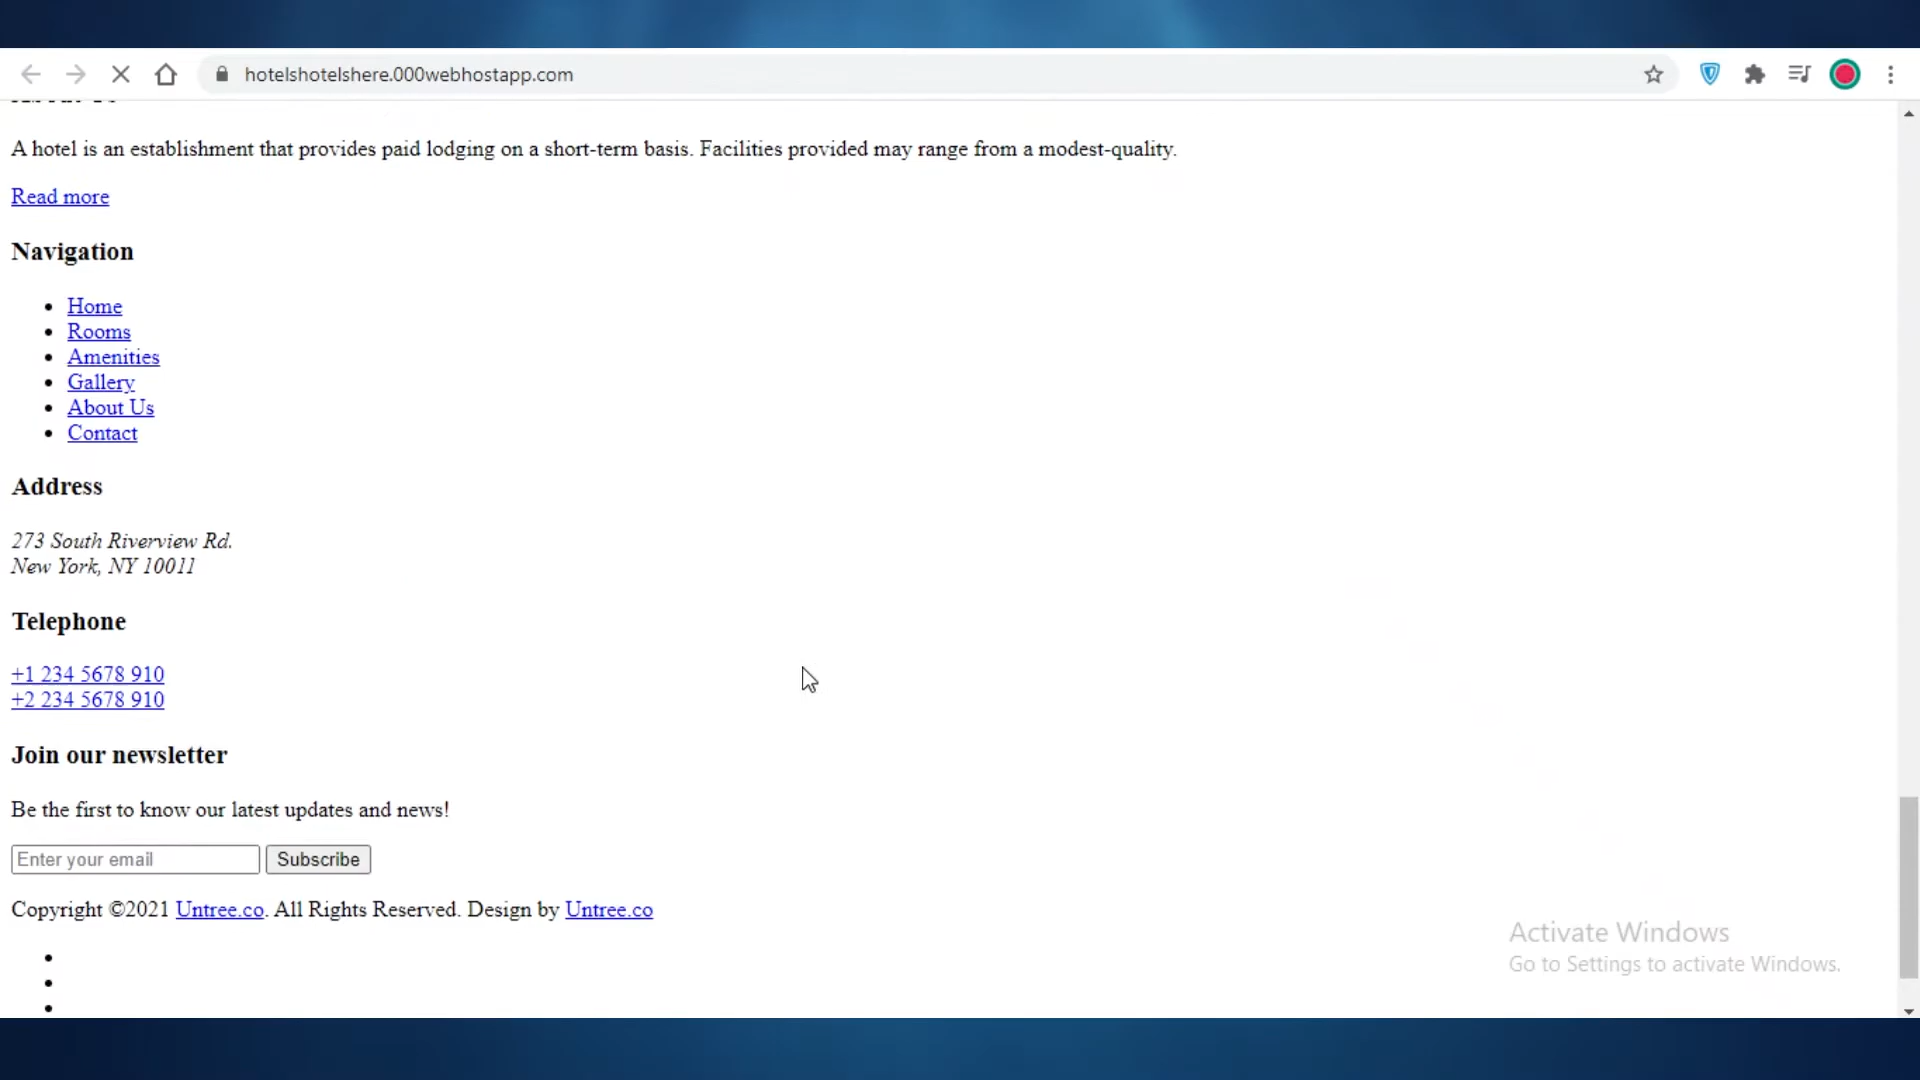 hotelshotelshere.000webhostapp.com
A hotel is an establishment that provides paid lodging on a short-term basis. Facilities provided may range from a modest-quality.
Read more
Navigation
Home
Rooms
Amenities
Gallery
About Us
Contact
Address
273 South Riverview Rd.
New York, NY 10011
Telephone
+1 234 5678 910
+2 234 5678 910
Join our newsletter
Be the first to know our latest updates and news!
Enter your email Subscribe
Copyright ©2021 Untree.co. All Rights Reserved. Design by Untree.co
Activate Windows
Go to Settings to activate Windows.